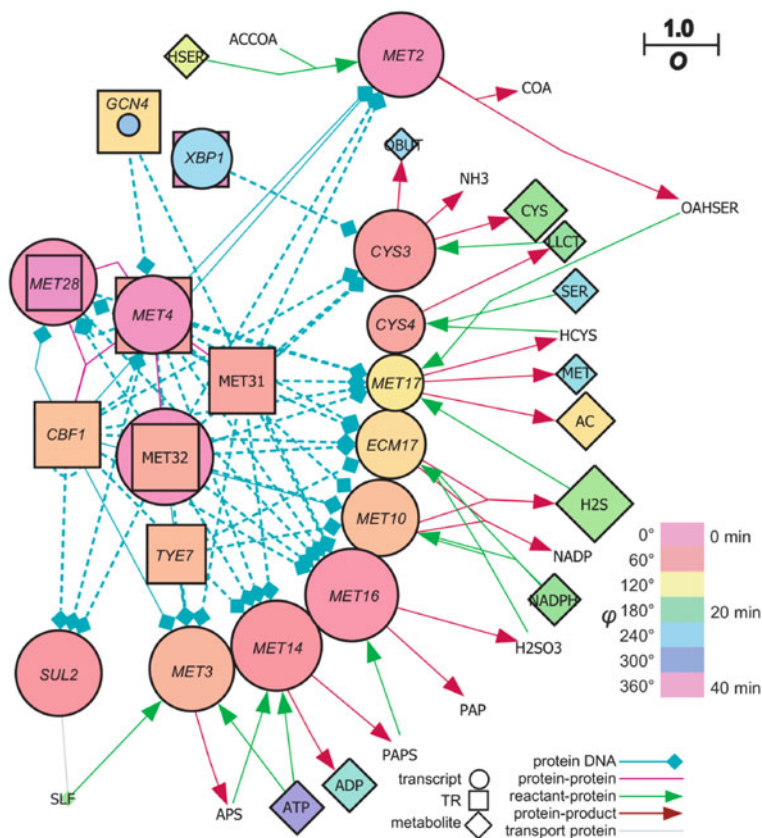 ACCOA
HSER
MET2
1.0
O
COA
GCN4
XBP1
OBUT
NH3
CYS
OAHSER
LLCT
CYS3
MET28
MET4
SER
CYS4
HCYS
MET31
MET17
MET
AC
CBF1
MET32
ECM17
H2S
MET10
NADP
TYE7
NADPH
MET16
H2SO3
0°
0 min
60°
120°
φ
180°
20 min
240°
300°
360°
40 min
SUL2
MET3
MET14
PAP
PAPS
SLF
APS
ATP
ADP
transcript
TR
metabolite
protein DNA
protein-protein
reactant-protein
protein-product
transport protein